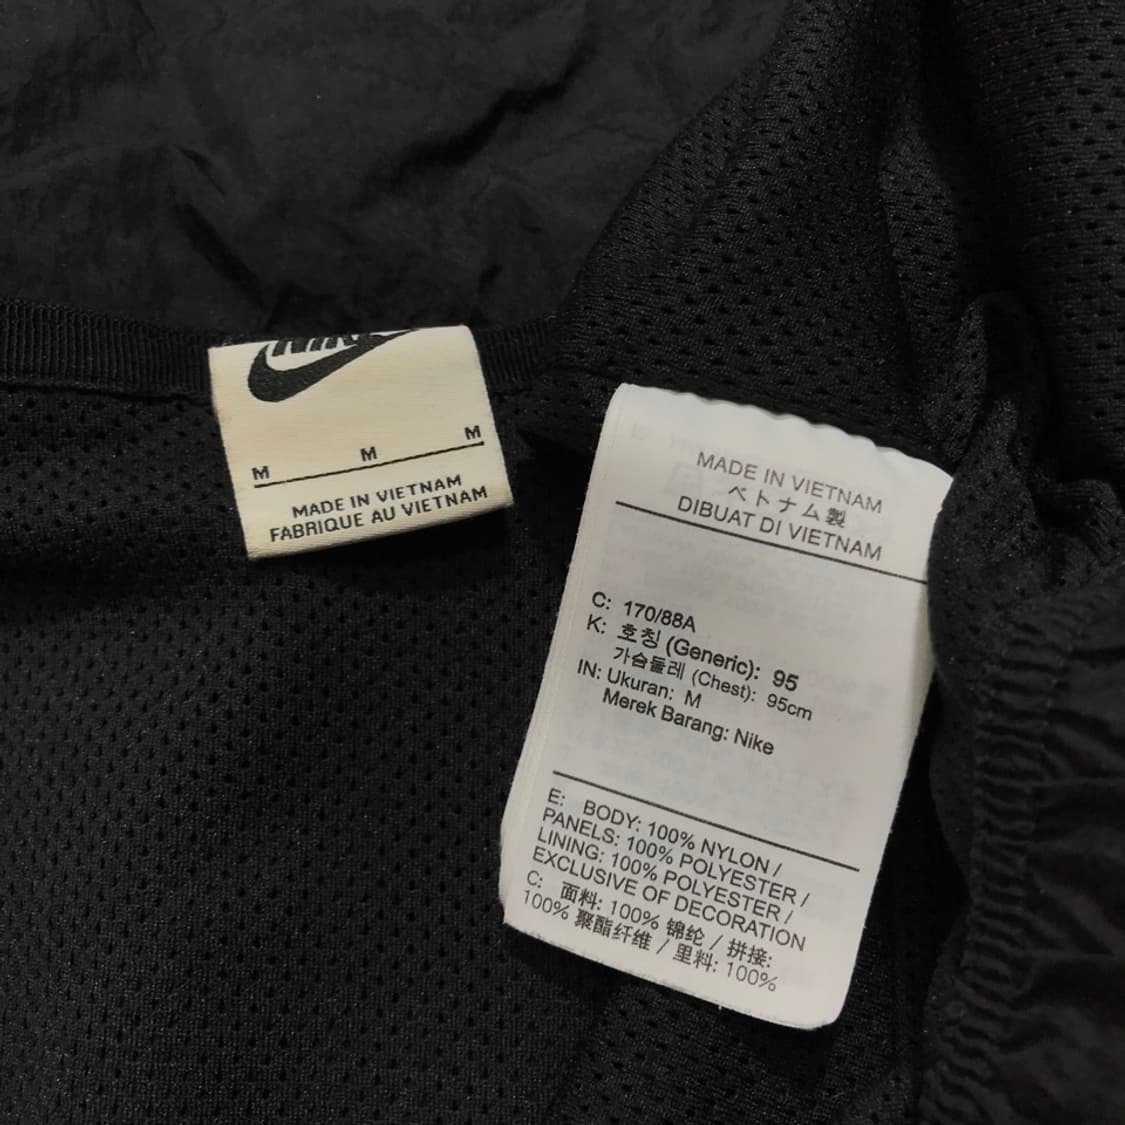 NIKE
M M M
MADE IN VIETNAM
FABRIQUE AU VIETNAM
MADE IN VIETNAM
ベトナム製
DIBUAT DI VIETNAM
C: 170/88A
K: 호칭 (Generic): 95
가슴둘레 (Chest): 95cm
IN: Ukuran: M
Merek Barang: Nike
E: BODY: 100% NYLON /
PANELS: 100% POLYESTER /
LINING: 100% POLYESTER /
EXCLUSIVE OF DECORATION
C: 面料: 100% 锦纶 / 拼接:
100% 聚酯纤维 / 里料: 100%